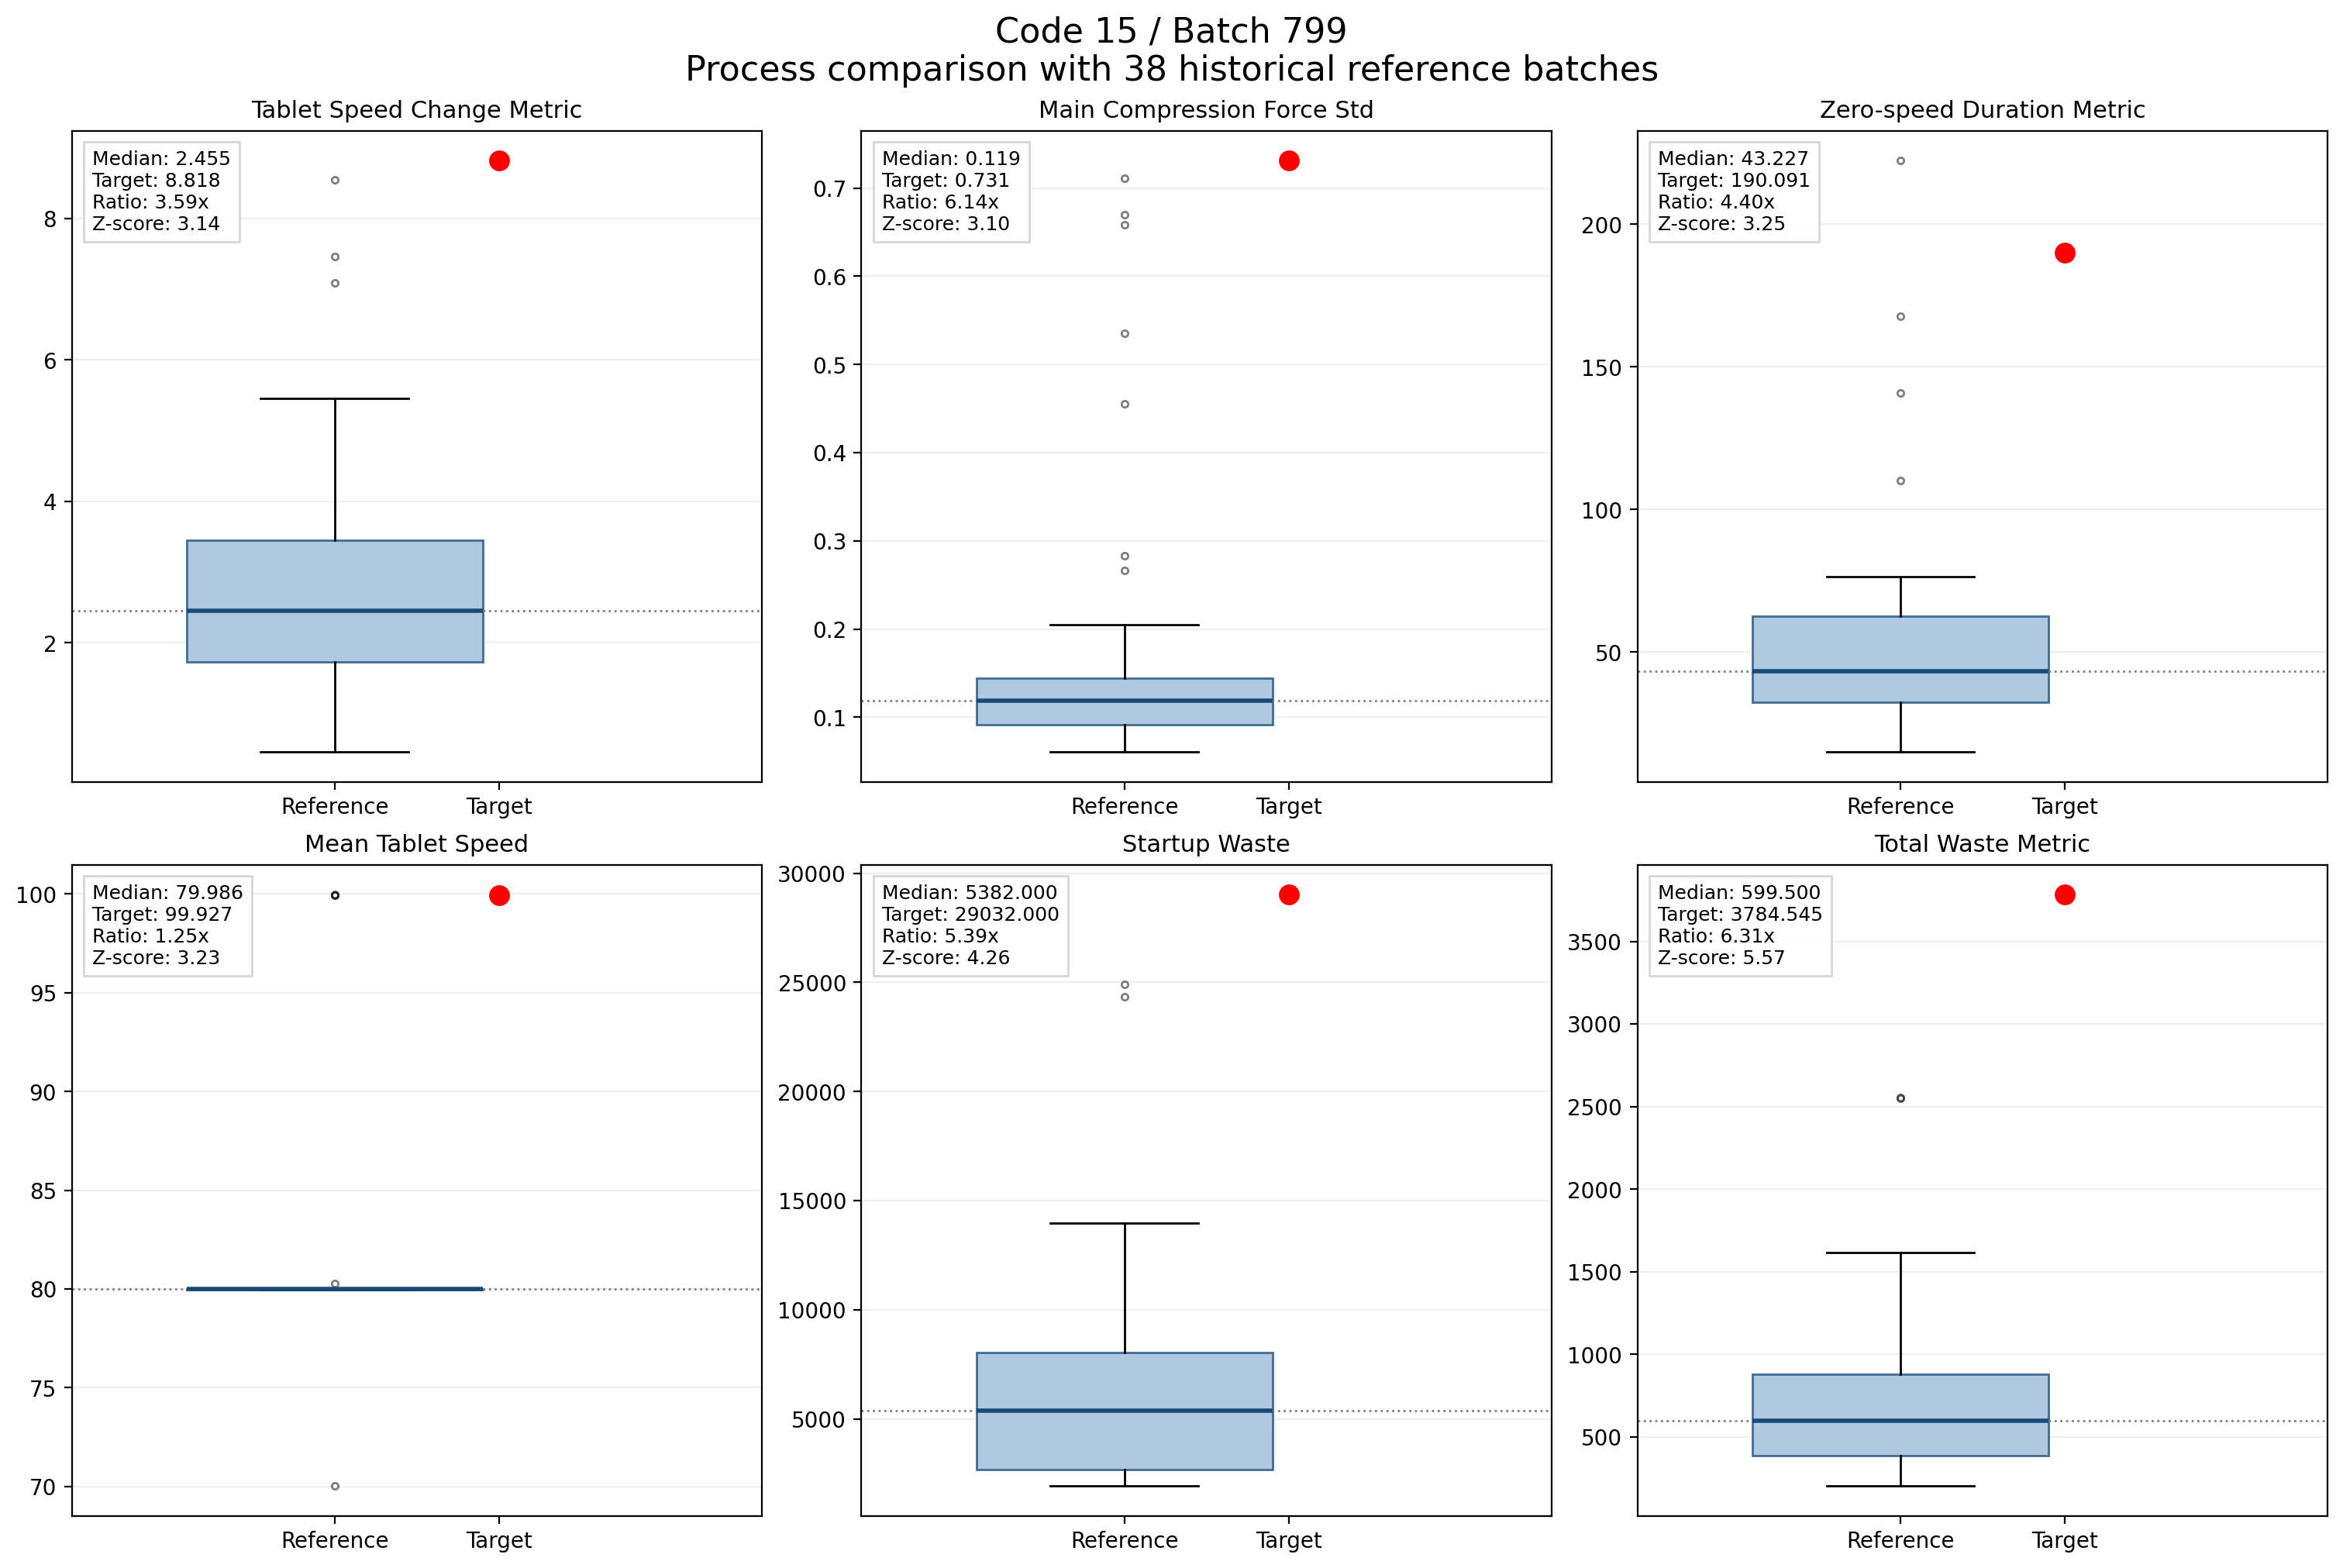 Code 15 / Batch 799
Process comparison with 38 historical reference batches
Tablet Speed Change Metric
Median: 2.455
Target: 8.818
Ratio: 3.59x
Z-score: 3.14
8
6
4
2
Reference
Target
Main Compression Force Std
Median: 0.119
Target: 0.731
Ratio: 6.14x
Z-score: 3.10
0.7
0.6
0.5
0.4
0.3
0.2
0.1
Reference
Target
Zero-speed Duration Metric
Median: 43.227
Target: 190.091
Ratio: 4.40x
Z-score: 3.25
200
150
100
50
Reference
Target
Mean Tablet Speed
Median: 79.986
Target: 99.927
Ratio: 1.25x
Z-score: 3.23
100
95
90
85
80
75
70
Reference
Target
Startup Waste
Median: 5382.000
Target: 29032.000
Ratio: 5.39x
Z-score: 4.26
30000
25000
20000
15000
10000
5000
Reference
Target
Total Waste Metric
Median: 599.500
Target: 3784.545
Ratio: 6.31x
Z-score: 5.57
3500
3000
2500
2000
1500
1000
500
Reference
Target